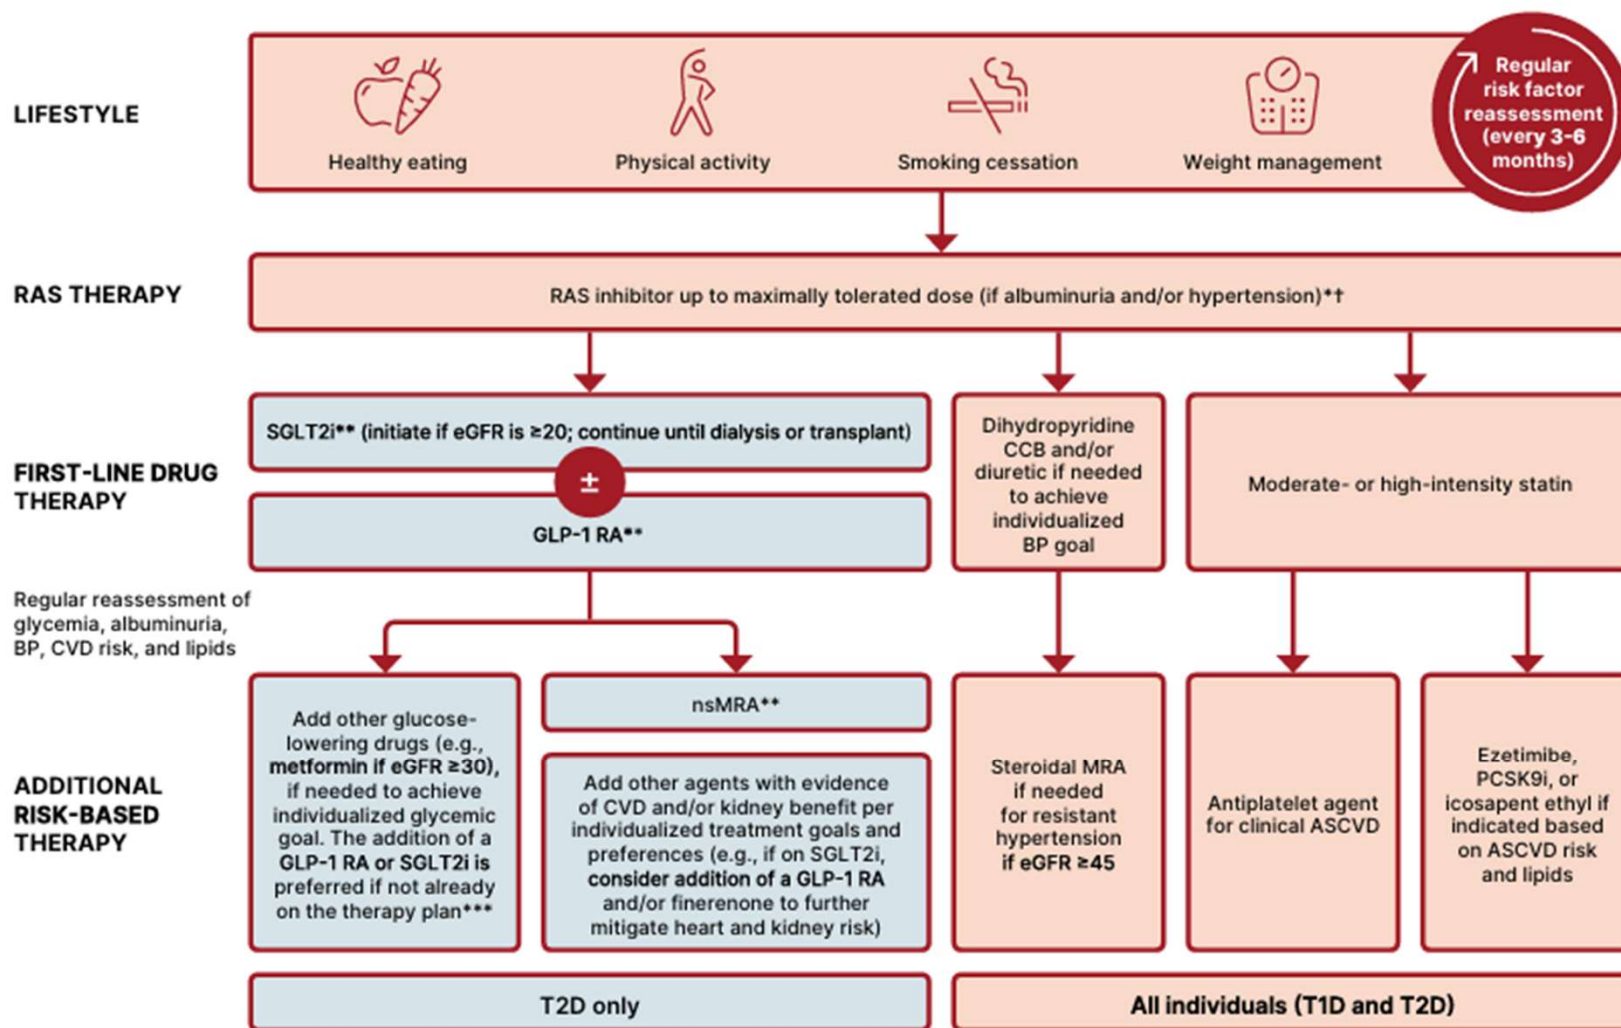 LIFESTYLE
Healthy eating
Physical activity
Smoking cessation
Weight management
Regular
risk factor
reassessment
(every 3-6
months)
RAS THERAPY
RAS inhibitor up to maximally tolerated dose (if albuminuria and/or hypertension)*†
FIRST-LINE DRUG
THERAPY
SGLT2i** (initiate if eGFR is ≥20; continue until dialysis or transplant)
±
GLP-1 RA**
Dihydropyridine
CCB and/or
diuretic if needed
to achieve
individualized
BP goal
Moderate- or high-intensity statin
Regular reassessment of
glycemia, albuminuria,
BP, CVD risk, and lipids
ADDITIONAL
RISK-BASED
THERAPY
Add other glucose-
lowering drugs (e.g.,
metformin if eGFR ≥30),
if needed to achieve
individualized glycemic
goal. The addition of a
GLP-1 RA or SGLT2i is
preferred if not already
on the therapy plan***
nsMRA**
Add other agents with evidence
of CVD and/or kidney benefit per
individualized treatment goals and
preferences (e.g., if on SGLT2i,
consider addition of a GLP-1 RA
and/or finerenone to further
mitigate heart and kidney risk)
Steroidal MRA
if needed
for resistant
hypertension
if eGFR ≥45
Antiplatelet agent
for clinical ASCVD
Ezetimibe,
PCSK9i, or
icosapent ethyl if
indicated based
on ASCVD risk
and lipids
T2D only
All individuals (T1D and T2D)